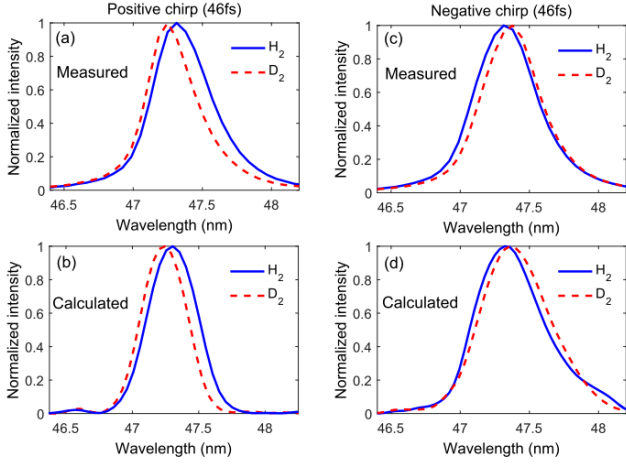 Positive chirp (46fs)
Negative chirp (46fs)
(a)
Measured
H2
D2
Normalized intensity
1
0.8
0.6
0.4
0.2
0
46.5
47
47.5
48
Wavelength (nm)
(c)
Measured
H2
D2
Normalized intensity
1
0.8
0.6
0.4
0.2
0
46.5
47
47.5
48
Wavelength (nm)
(b)
Calculated
H2
D2
Normalized intensity
1
0.8
0.6
0.4
0.2
0
46.5
47
47.5
48
Wavelength (nm)
(d)
Calculated
H2
D2
Normalized intensity
1
0.8
0.6
0.4
0.2
0
46.5
47
47.5
48
Wavelength (nm)